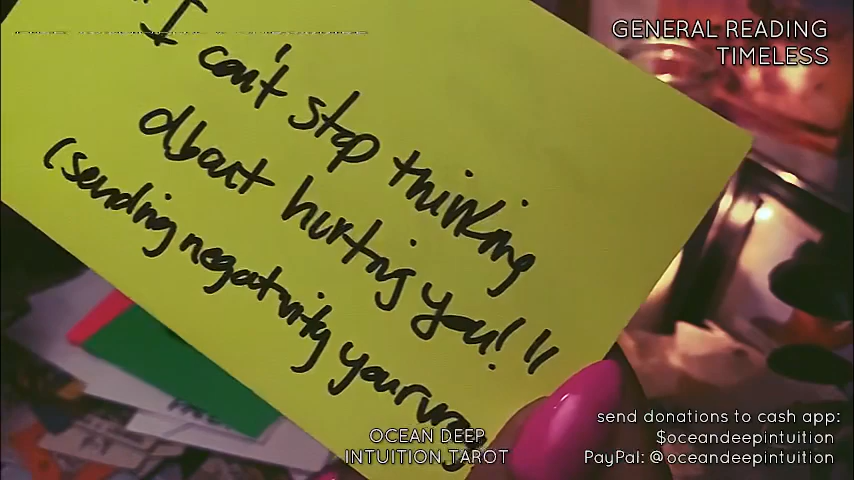 GENERAL READING
TIMELESS
"I
can't stop thinking
about hurting you!"
(sending negativity your way
OCEAN DEEP
INTUITION TAROT
send donations to cash app:
$oceandeepintuition
PayPal: @oceandeepintuition